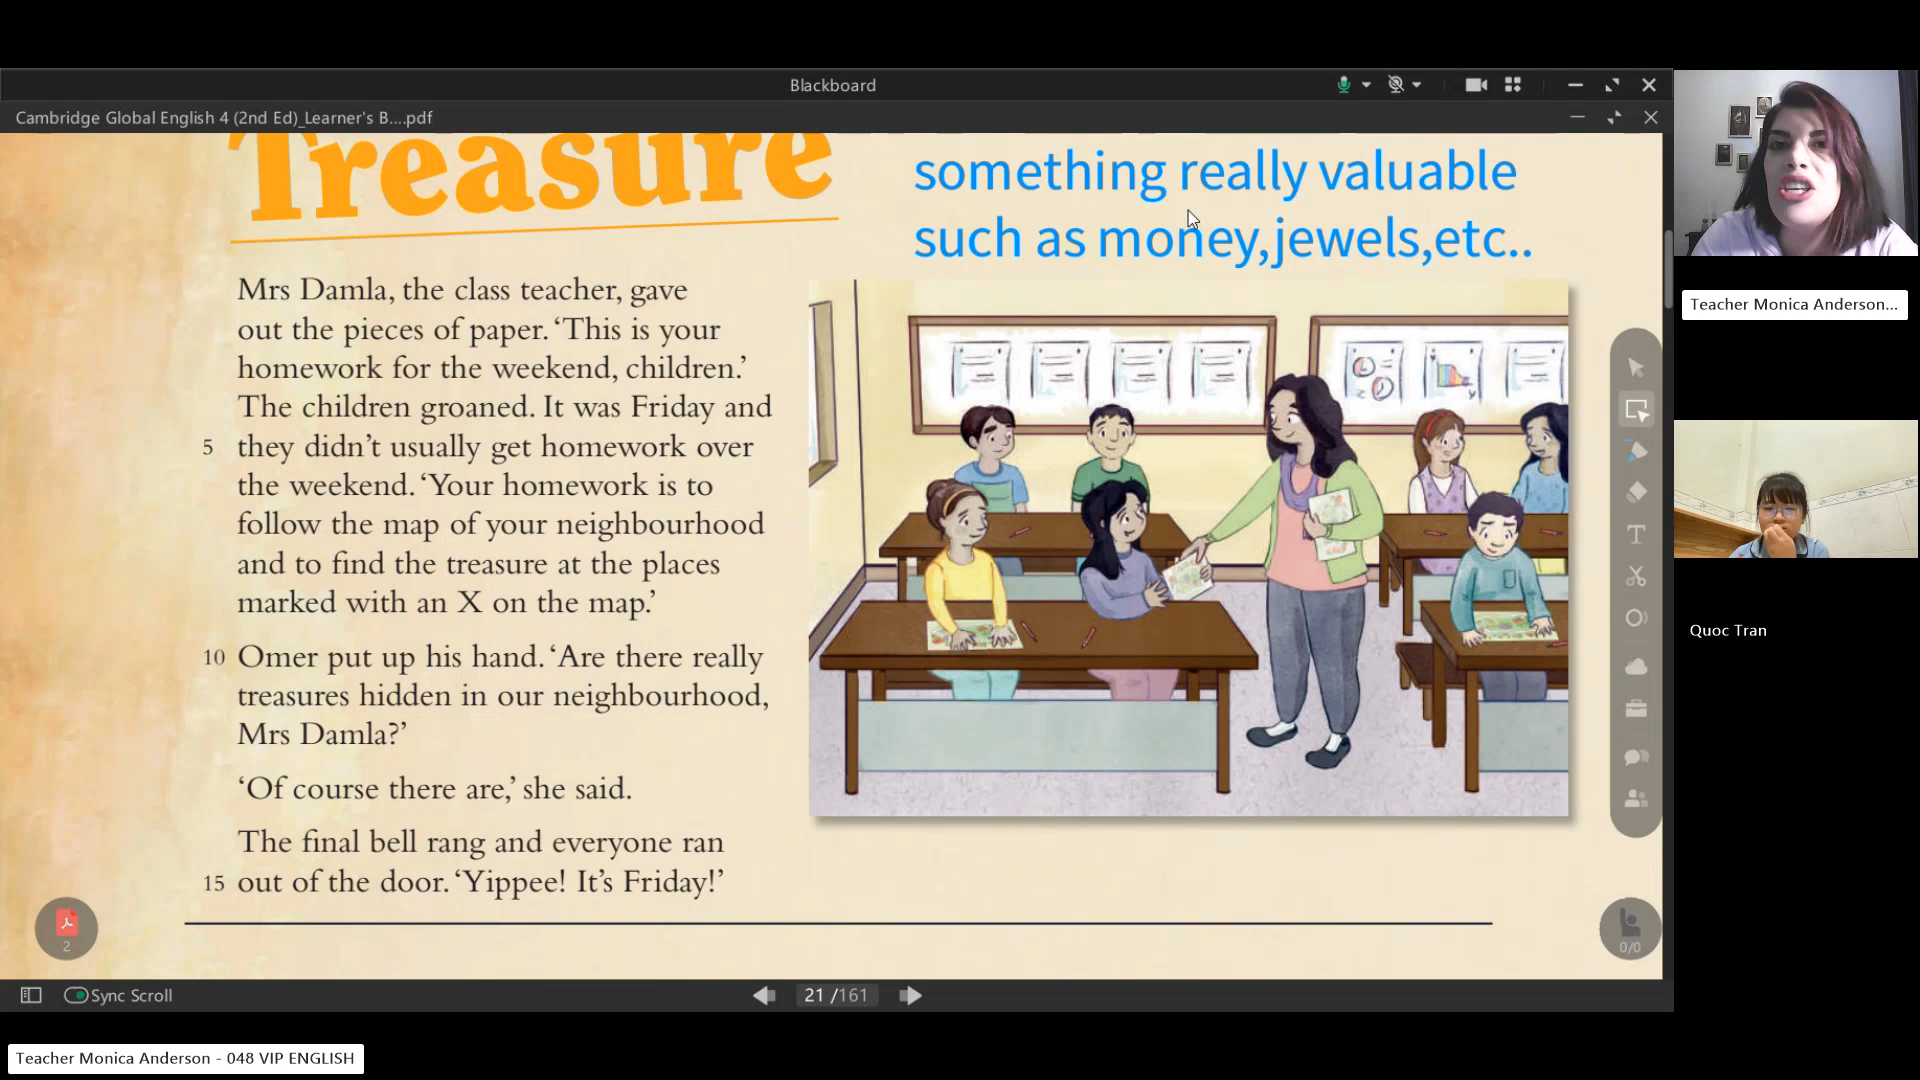 Blackboard
Cambridge Global English 4 (2nd Ed)_Learner's B....pdf
Treasure
something really valuable
such as money,jewels,etc..
Mrs Damla, the class teacher, gave
out the pieces of paper. ‘This is your
homework for the weekend, children.’
The children groaned. It was Friday and
5 they didn’t usually get homework over
the weekend. ‘Your homework is to
follow the map of your neighbourhood
and to find the treasure at the places
marked with an X on the map.’
10 Omer put up his hand. ‘Are there really
treasures hidden in our neighbourhood,
Mrs Damla?’
‘Of course there are,’ she said.
The final bell rang and everyone ran
15 out of the door. ‘Yippee! It’s Friday!’
2
0/0
Sync Scroll
21 /161
Teacher Monica Anderson...
Quoc Tran
Teacher Monica Anderson - 048 VIP ENGLISH